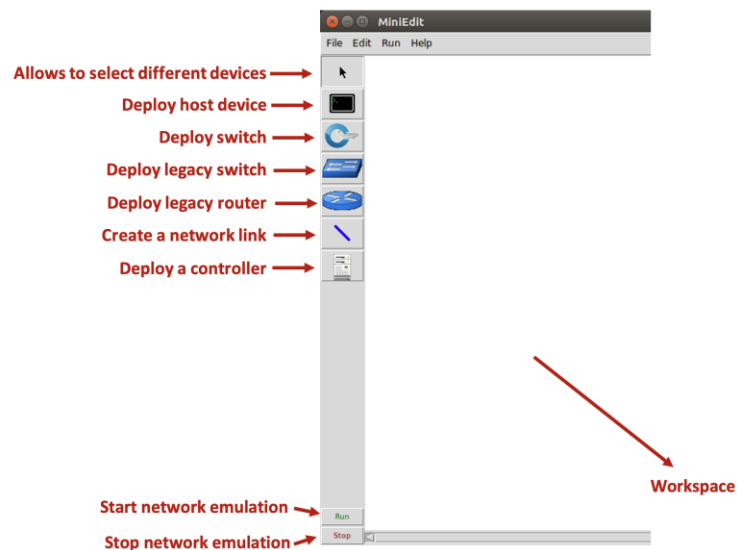 MiniEdit
File Edit Run Help
Allows to select different devices
Deploy host device
Deploy switch
Deploy legacy switch
Deploy legacy router
Create a network link
Deploy a controller
Workspace
Start network emulation
Run
Stop network emulation
Stop